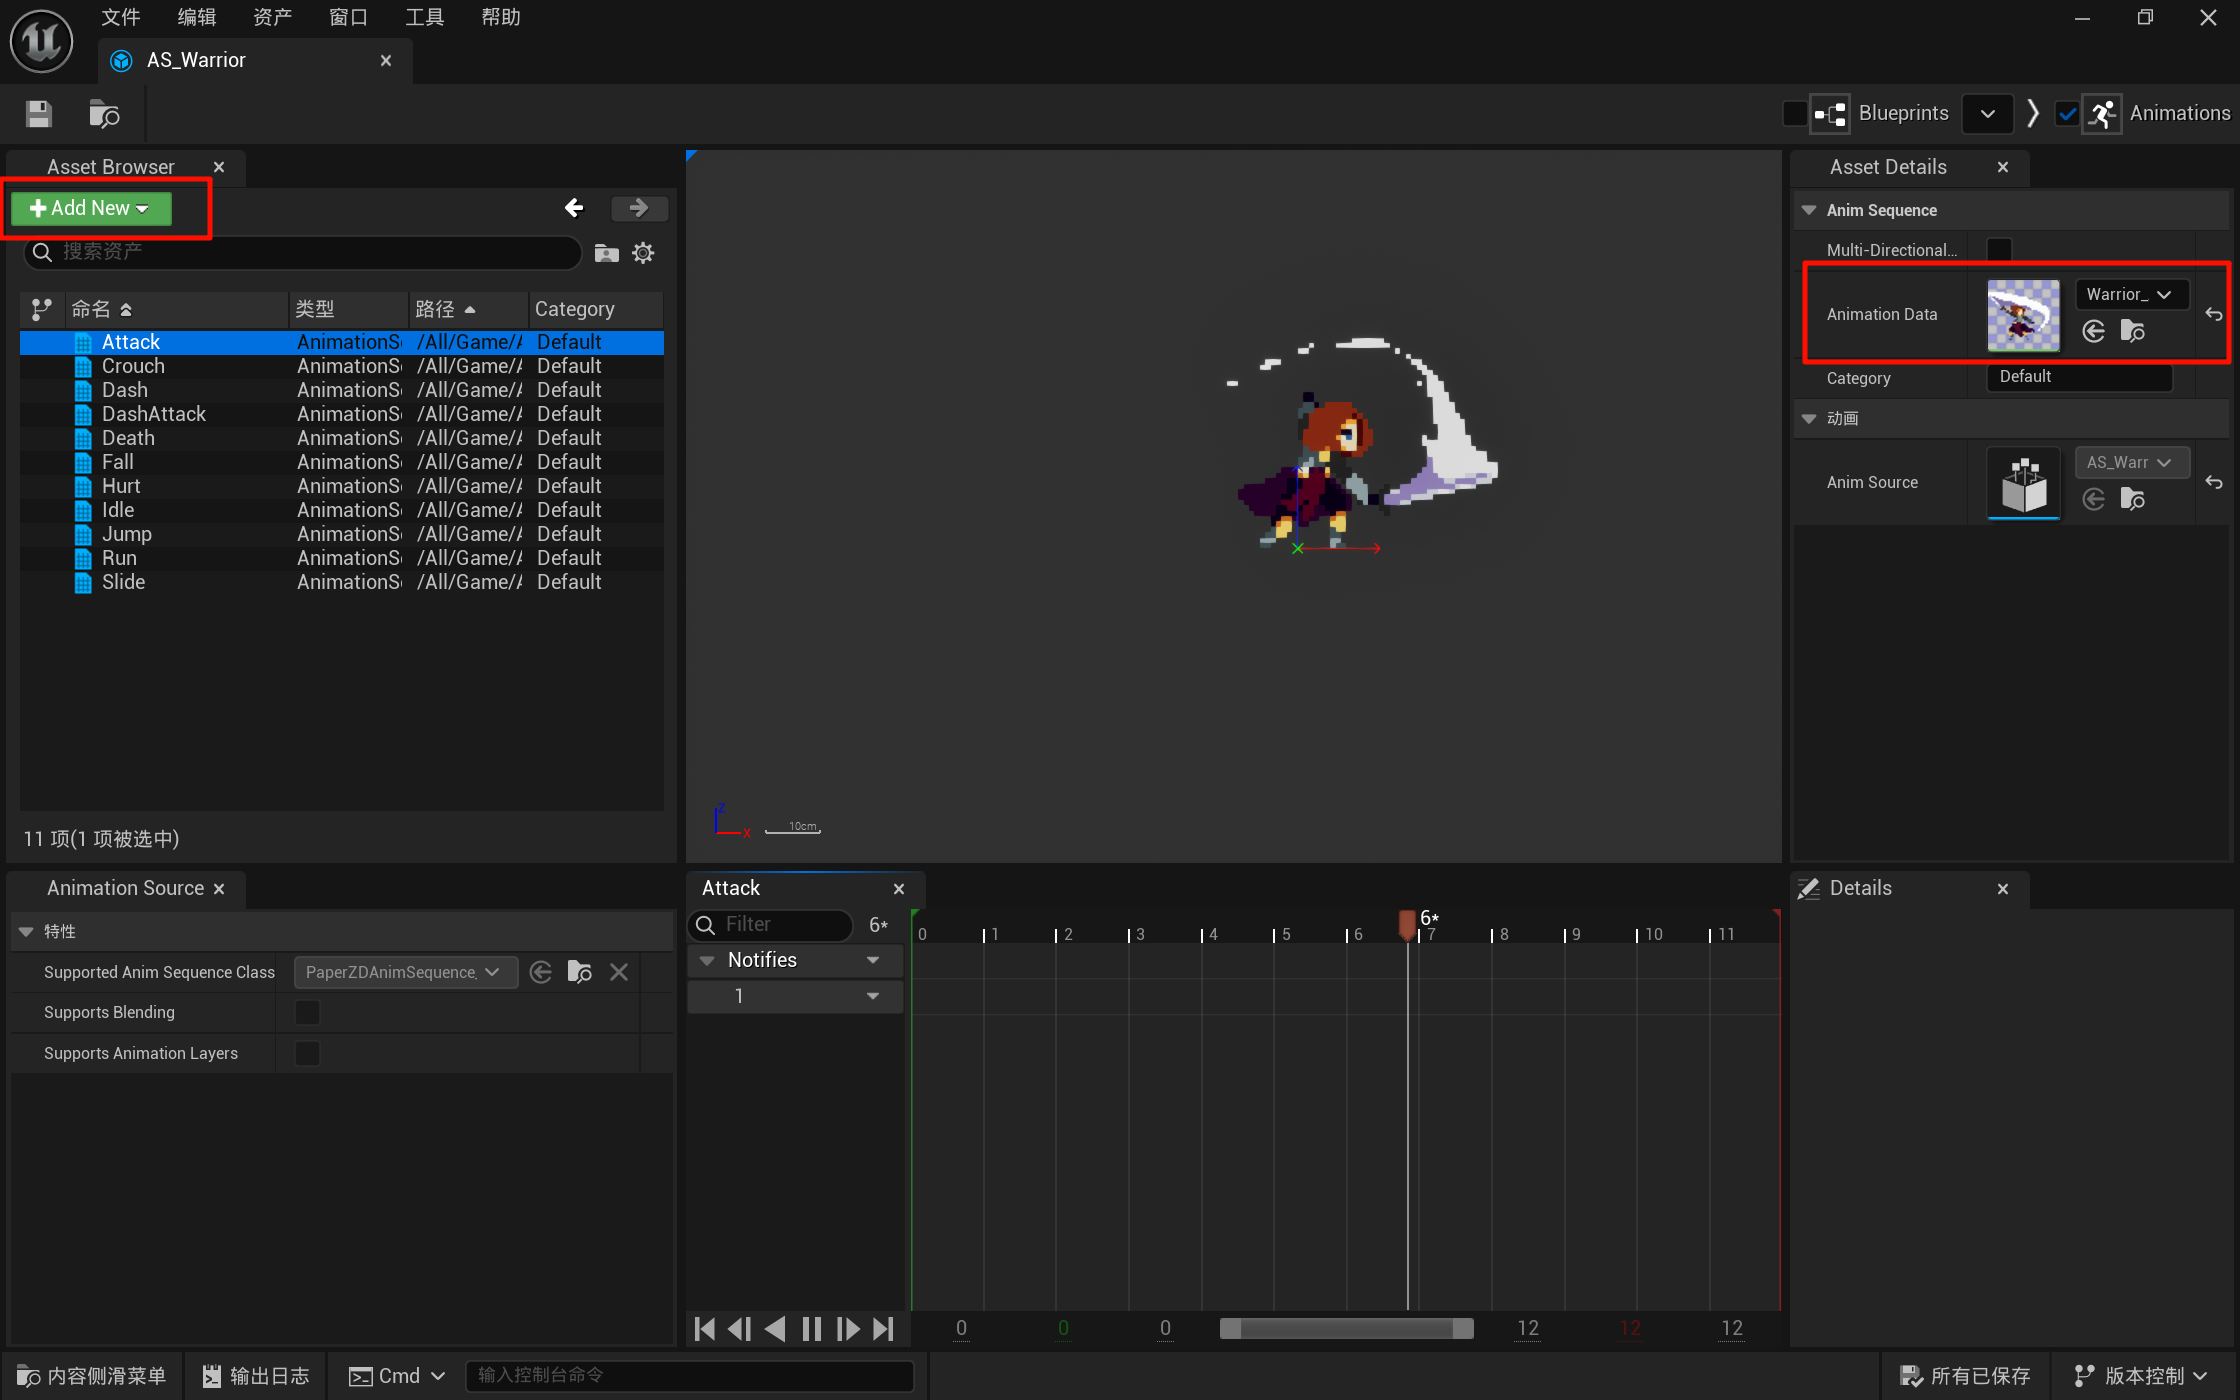 文件 编辑 资产 窗口 工具 帮助
AS_Warrior
Blueprints
Animations
Asset Browser
Add New
搜索资产
命名 类型 路径 Category
Attack AnimationS /All/Game/A Default
Crouch AnimationS /All/Game/A Default
Dash AnimationS /All/Game/A Default
DashAttack AnimationS /All/Game/A Default
Death AnimationS /All/Game/A Default
Fall AnimationS /All/Game/A Default
Hurt AnimationS /All/Game/A Default
Idle AnimationS /All/Game/A Default
Jump AnimationS /All/Game/A Default
Run AnimationS /All/Game/A Default
Slide AnimationS /All/Game/A Default
11 项(1 项被选中)
Z
X
10cm
Asset Details
Anim Sequence
Multi-Directional...
Animation Data Warrior_
Category Default
动画
Anim Source AS_Warr
Animation Source
特性
Supported Anim Sequence Class PaperZDAnimSequence_
Supports Blending
Supports Animation Layers
Attack
Filter 6*
6*
0 1 2 3 4 5 6 7 8 9 10 11
Notifies
1
0 0 0 12 12 12
Details
内容侧滑菜单 输出日志 Cmd 输入控制台命令 所有已保存 版本控制